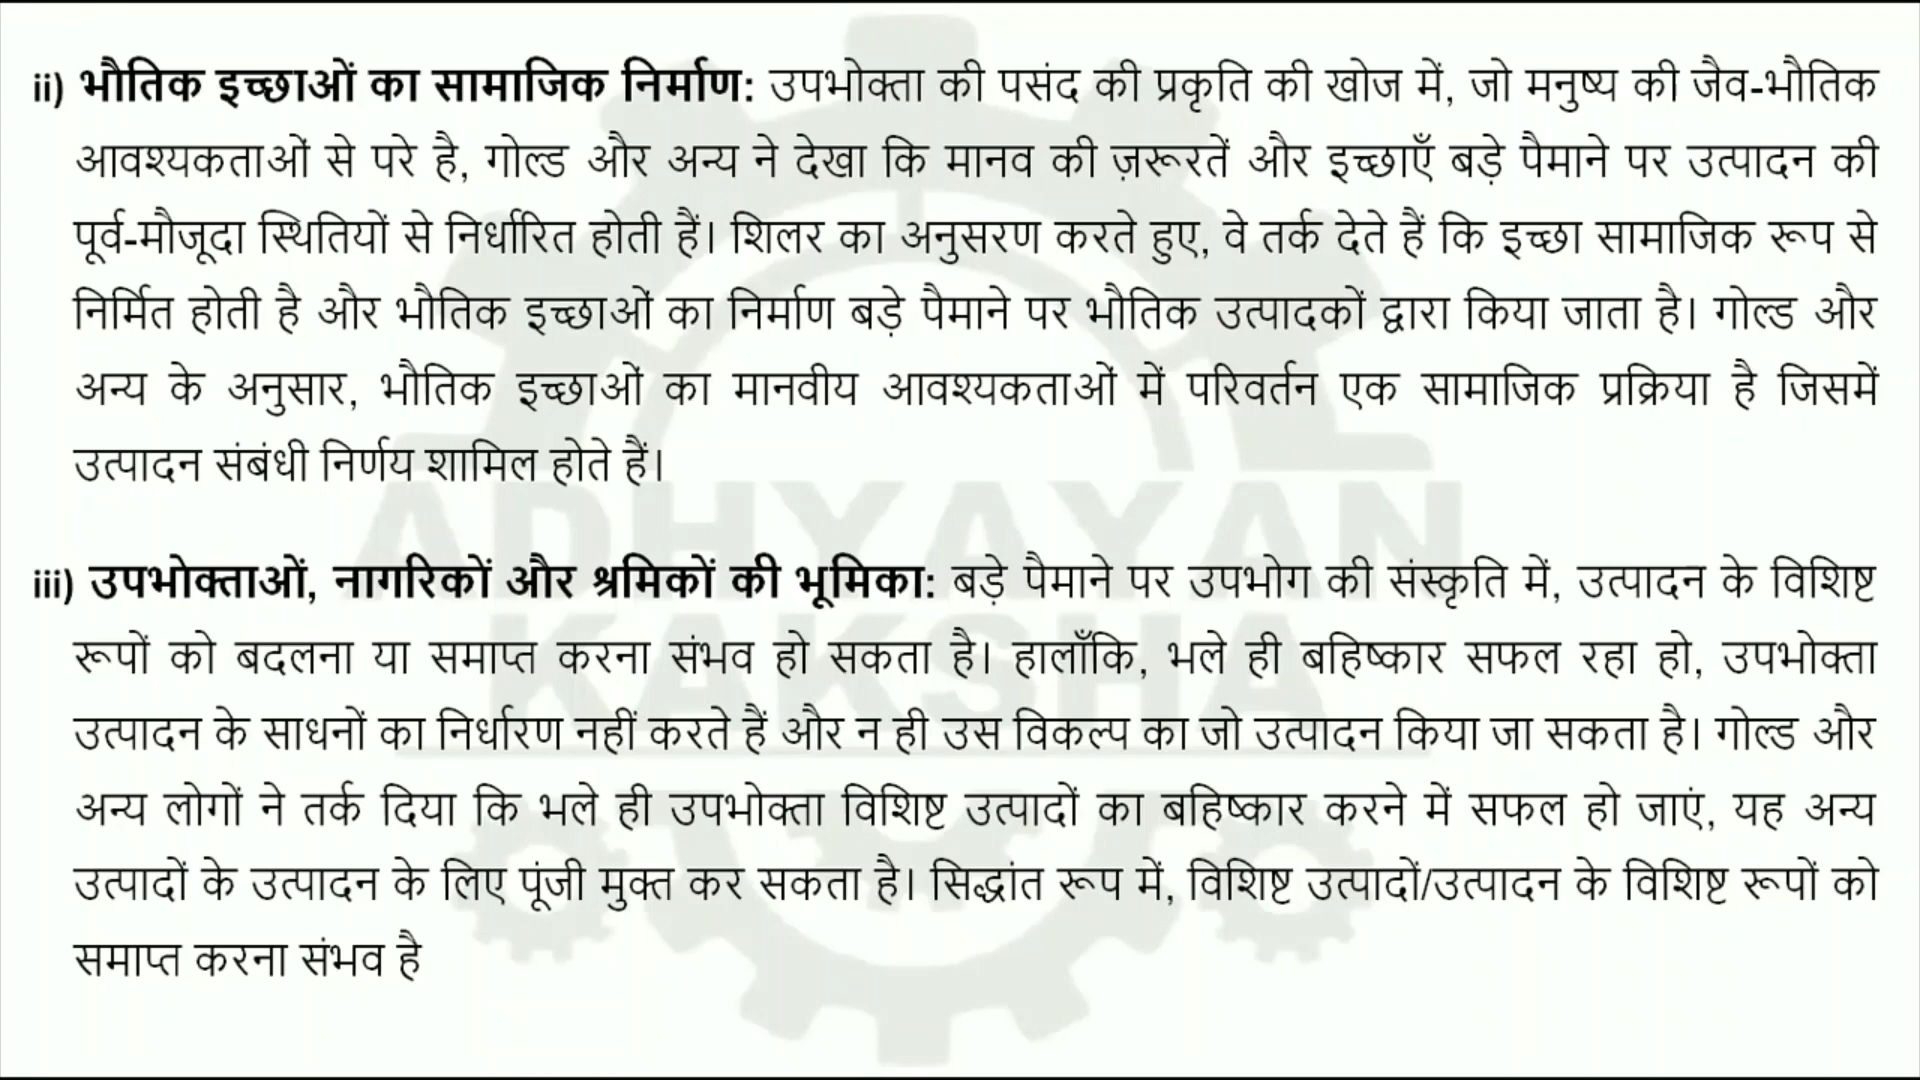 ii) भौतिक इच्छाओं का सामाजिक निर्माण: उपभोक्ता की पसंद की प्रकृति की खोज में, जो मनुष्य की जैव-भौतिक
आवश्यकताओं से परे है, गोल्ड और अन्य ने देखा कि मानव की ज़रूरतें और इच्छाएँ बड़े पैमाने पर उत्पादन की
पूर्व-मौजूदा स्थितियों से निर्धारित होती हैं। शिलर का अनुसरण करते हुए, वे तर्क देते हैं कि इच्छा सामाजिक रूप से
निर्मित होती है और भौतिक इच्छाओं का निर्माण बड़े पैमाने पर भौतिक उत्पादकों द्वारा किया जाता है। गोल्ड और
अन्य के अनुसार, भौतिक इच्छाओं का मानवीय आवश्यकताओं में परिवर्तन एक सामाजिक प्रक्रिया है जिसमें
उत्पादन संबंधी निर्णय शामिल होते हैं।
iii) उपभोक्ताओं, नागरिकों और श्रमिकों की भूमिका: बड़े पैमाने पर उपभोग की संस्कृति में, उत्पादन के विशिष्ट
रूपों को बदलना या समाप्त करना संभव हो सकता है। हालाँकि, भले ही बहिष्कार सफल रहा हो, उपभोक्ता
उत्पादन के साधनों का निर्धारण नहीं करते हैं और न ही उस विकल्प का जो उत्पादन किया जा सकता है। गोल्ड और
अन्य लोगों ने तर्क दिया कि भले ही उपभोक्ता विशिष्ट उत्पादों का बहिष्कार करने में सफल हो जाएं, यह अन्य
उत्पादों के उत्पादन के लिए पूंजी मुक्त कर सकता है। सिद्धांत रूप में, विशिष्ट उत्पादों/उत्पादन के विशिष्ट रूपों को
समाप्त करना संभव है
ADHYAYAN
KAKSHA